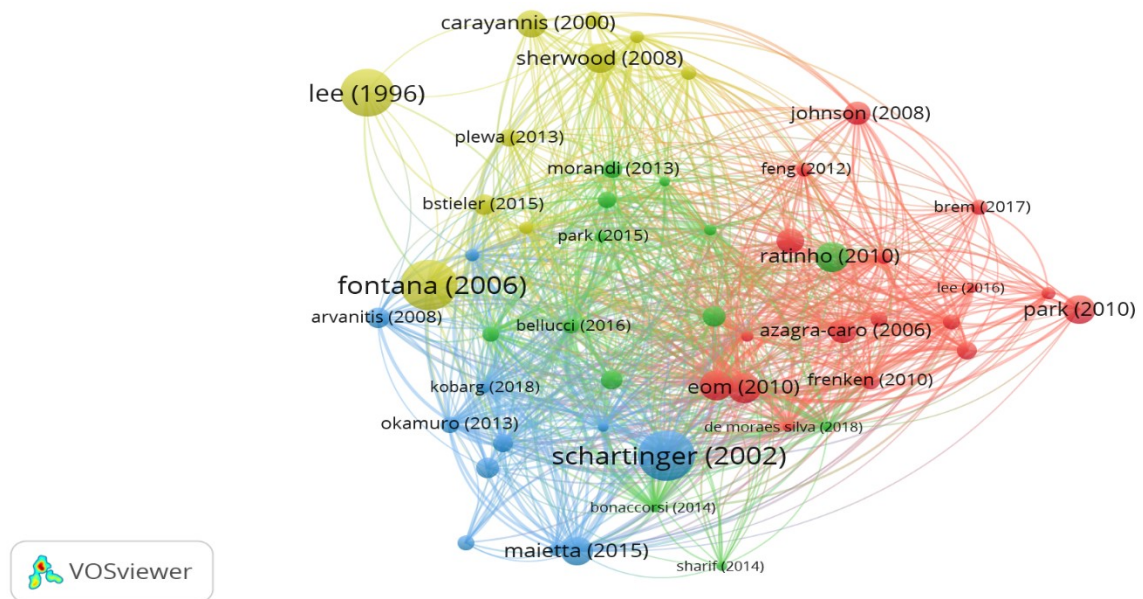 carayannis (2000)
sherwood (2008)
lee (1996)
johnson (2008)
plewa (2013)
morandi (2013)
feng (2012)
bstieler (2015)
brem (2017)
park (2015)
ratinho (2010)
fontana (2006)
lee (2016)
park (2010)
arvanitis (2008)
bellucci (2016)
azagra-caro (2006)
kobarg (2018)
eom (2010)
frenken (2010)
okamuro (2013)
de moraes silva (2018)
schartinger (2002)
bonaccorsi (2014)
maietta (2015)
sharif (2014)
VOSviewer